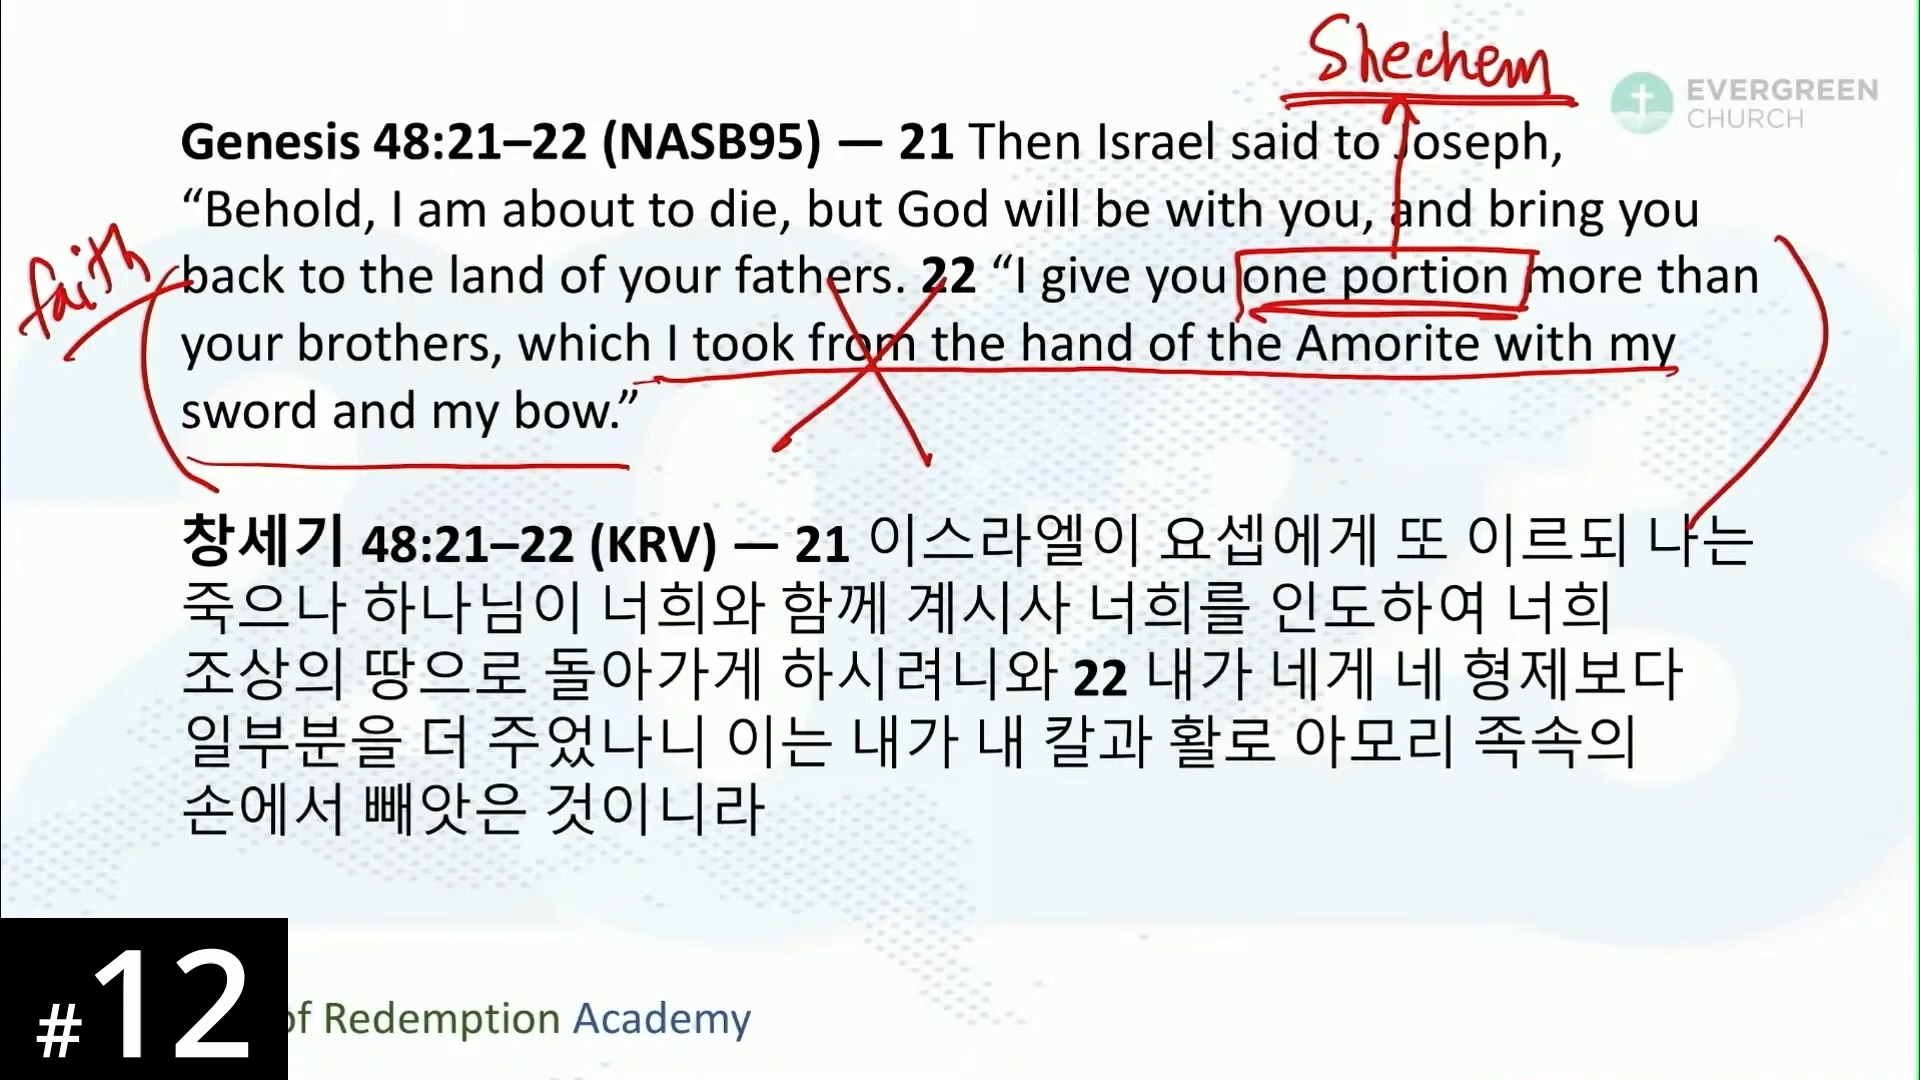 Shechem
EVERGREEN
CHURCH
Genesis 48:21–22 (NASB95) — 21 Then Israel said to Joseph,
“Behold, I am about to die, but God will be with you, and bring you
faith
back to the land of your fathers. 22 “I give you one portion more than
your brothers, which I took from the hand of the Amorite with my
sword and my bow.”
창세기 48:21–22 (KRV) — 21 이스라엘이 요셉에게 또 이르되 나는
죽으나 하나님이 너희와 함께 계시사 너희를 인도하여 너희
조상의 땅으로 돌아가게 하시려니와 22 내가 네게 네 형제보다
일부분을 더 주었나니 이는 내가 내 칼과 활로 아모리 족속의
손에서 빼앗은 것이니라
#12
of Redemption Academy